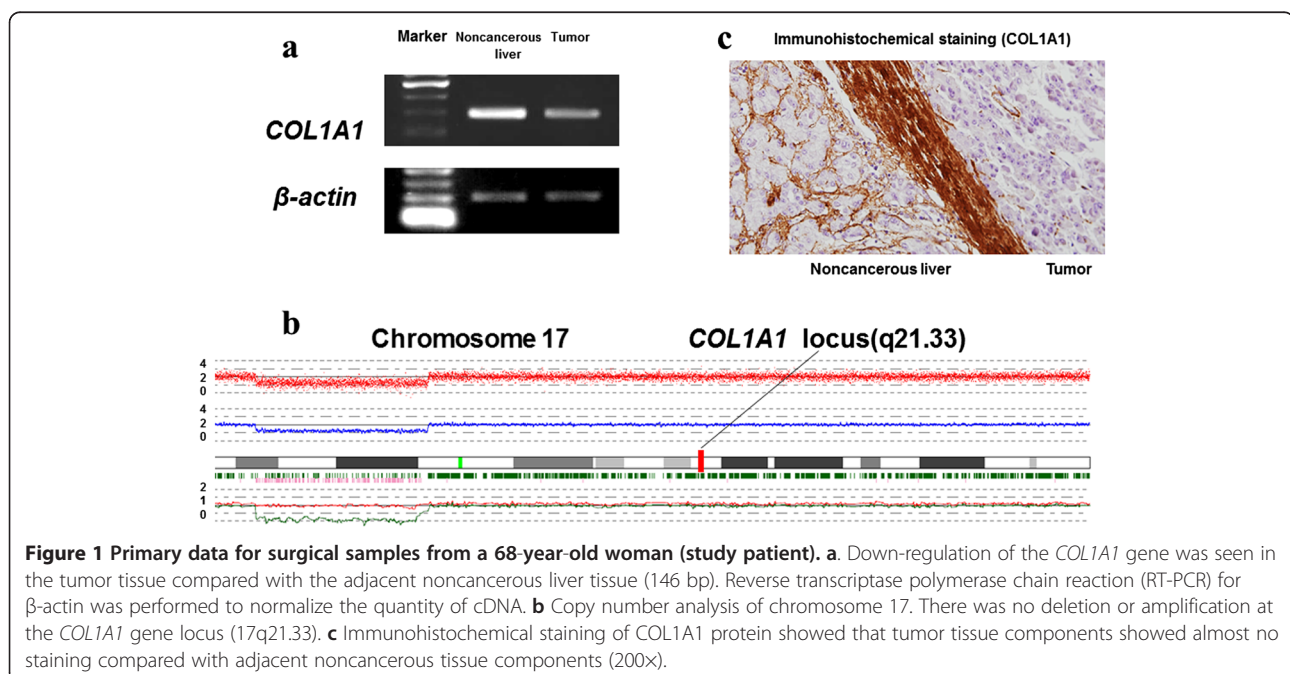 a
Marker
Noncancerous
liver
Tumor
COL1A1
β-actin
c
Immunohistochemical staining (COL1A1)
Noncancerous liver
Tumor
b
Chromosome 17
COL1A1 locus(q21.33)
4
2
0
4
2
0
2
1
0
Figure 1 Primary data for surgical samples from a 68-year-old woman (study patient). a. Down-regulation of the COL1A1 gene was seen in
the tumor tissue compared with the adjacent noncancerous liver tissue (146 bp). Reverse transcriptase polymerase chain reaction (RT-PCR) for
β-actin was performed to normalize the quantity of cDNA. b Copy number analysis of chromosome 17. There was no deletion or amplification at
the COL1A1 gene locus (17q21.33). c Immunohistochemical staining of COL1A1 protein showed that tumor tissue components showed almost no
staining compared with adjacent noncancerous tissue components (200×).